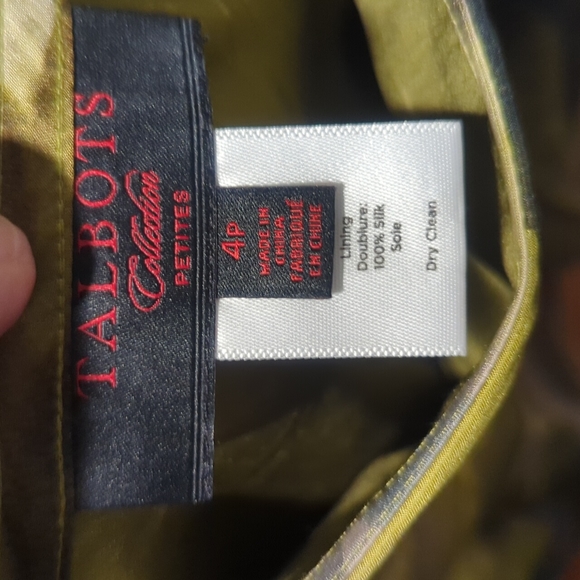 TALBOTS
Collection
PETITES
4P
MADE IN
CHINA
FABRIQUÉ
EN CHINE
Lining
Doublure:
100% Silk
Soie
Dry Clean